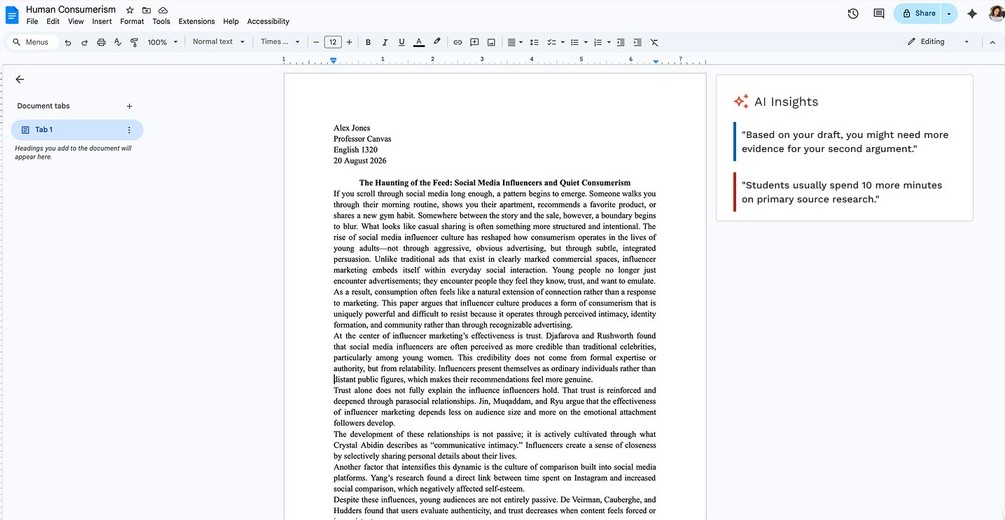 Human Consumerism
File Edit View Insert Format Tools Extensions Help Accessibility
Share
Menus
100%
Normal text
Times ...
12
B I U A
Editing
1 1 2 3 4 5 6 7
Document tabs
Tab 1
Headings you add to the document will
appear here.
Alex Jones
Professor Canvas
English 1320
20 August 2026
The Haunting of the Feed: Social Media Influencers and Quiet Consumerism
If you scroll through social media long enough, a pattern begins to emerge. Someone walks you
through their morning routine, shows you their apartment, recommends a favorite product, or
shares a new gym habit. Somewhere between the story and the sale, however, a boundary begins
to blur. What looks like casual sharing is often something more structured and intentional. The
rise of social media influencer culture has reshaped how consumerism operates in the lives of
young adults—not through aggressive, obvious advertising, but through subtle, integrated
persuasion. Unlike traditional ads that exist in clearly marked commercial spaces, influencer
marketing embeds itself within everyday social interaction. Young people no longer just
encounter advertisements; they encounter people they feel they know, trust, and want to emulate.
As a result, consumption often feels like a natural extension of connection rather than a response
to marketing. This paper argues that influencer culture produces a form of consumerism that is
uniquely powerful and difficult to resist because it operates through perceived intimacy, identity
formation, and community rather than through recognizable advertising.
At the center of influencer marketing's effectiveness is trust. Djafarova and Rushworth found
that social media influencers are often perceived as more credible than traditional celebrities,
particularly among young women. This credibility does not come from formal expertise or
authority, but from relatability. Influencers present themselves as ordinary individuals rather than
distant public figures, which makes their recommendations feel more genuine.
Trust alone does not fully explain the influence influencers hold. That trust is reinforced and
deepened through parasocial relationships. Jin, Muqaddam, and Ryu argue that the effectiveness
of influencer marketing depends less on audience size and more on the emotional attachment
followers develop.
The development of these relationships is not passive; it is actively cultivated through what
Crystal Abidin describes as “communicative intimacy.” Influencers create a sense of closeness
by selectively sharing personal details about their lives.
Another factor that intensifies this dynamic is the culture of comparison built into social media
platforms. Yang's research found a direct link between time spent on Instagram and increased
social comparison, which negatively affected self-esteem.
Despite these influences, young audiences are not entirely passive. De Veirman, Cauberghe, and
Hudders found that users evaluate authenticity, and trust decreases when content feels forced or
AI Insights
"Based on your draft, you might need more
evidence for your second argument."
"Students usually spend 10 more minutes
on primary source research."